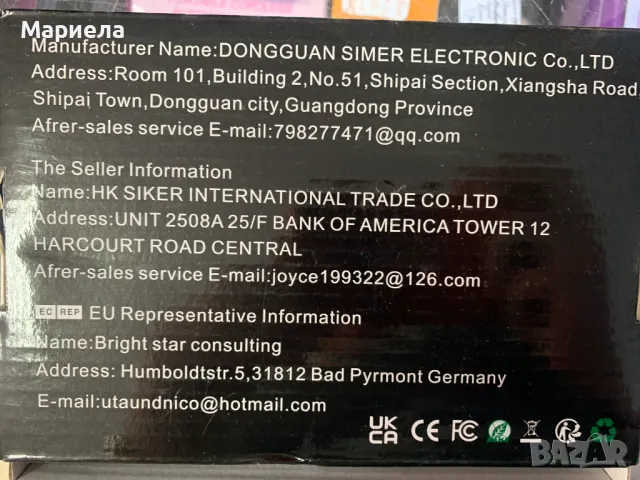 Мариела
Manufacturer Name:DONGGUAN SIMER ELECTRONIC Co.,LTD
Address:Room 101,Building 2,No.51,Shipai Section,Xiangsha Road,
Shipai Town,Dongguan city,Guangdong Province
Afrer-sales service E-mail:798277471@qq.com
The Seller Information
Name:HK SIKER INTERNATIONAL TRADE CO.,LTD
Address:UNIT 2508A 25/F BANK OF AMERICA TOWER 12
HARCOURT ROAD CENTRAL
Afrer-sales service E-mail:joyce199322@126.com
EC REP EU Representative Information
Name:Bright star consulting
Address: Humboldtstr.5,31812 Bad Pyrmont Germany
E-mail:utaundnico@hotmail.com
UK
CA CE FC
BAZAR